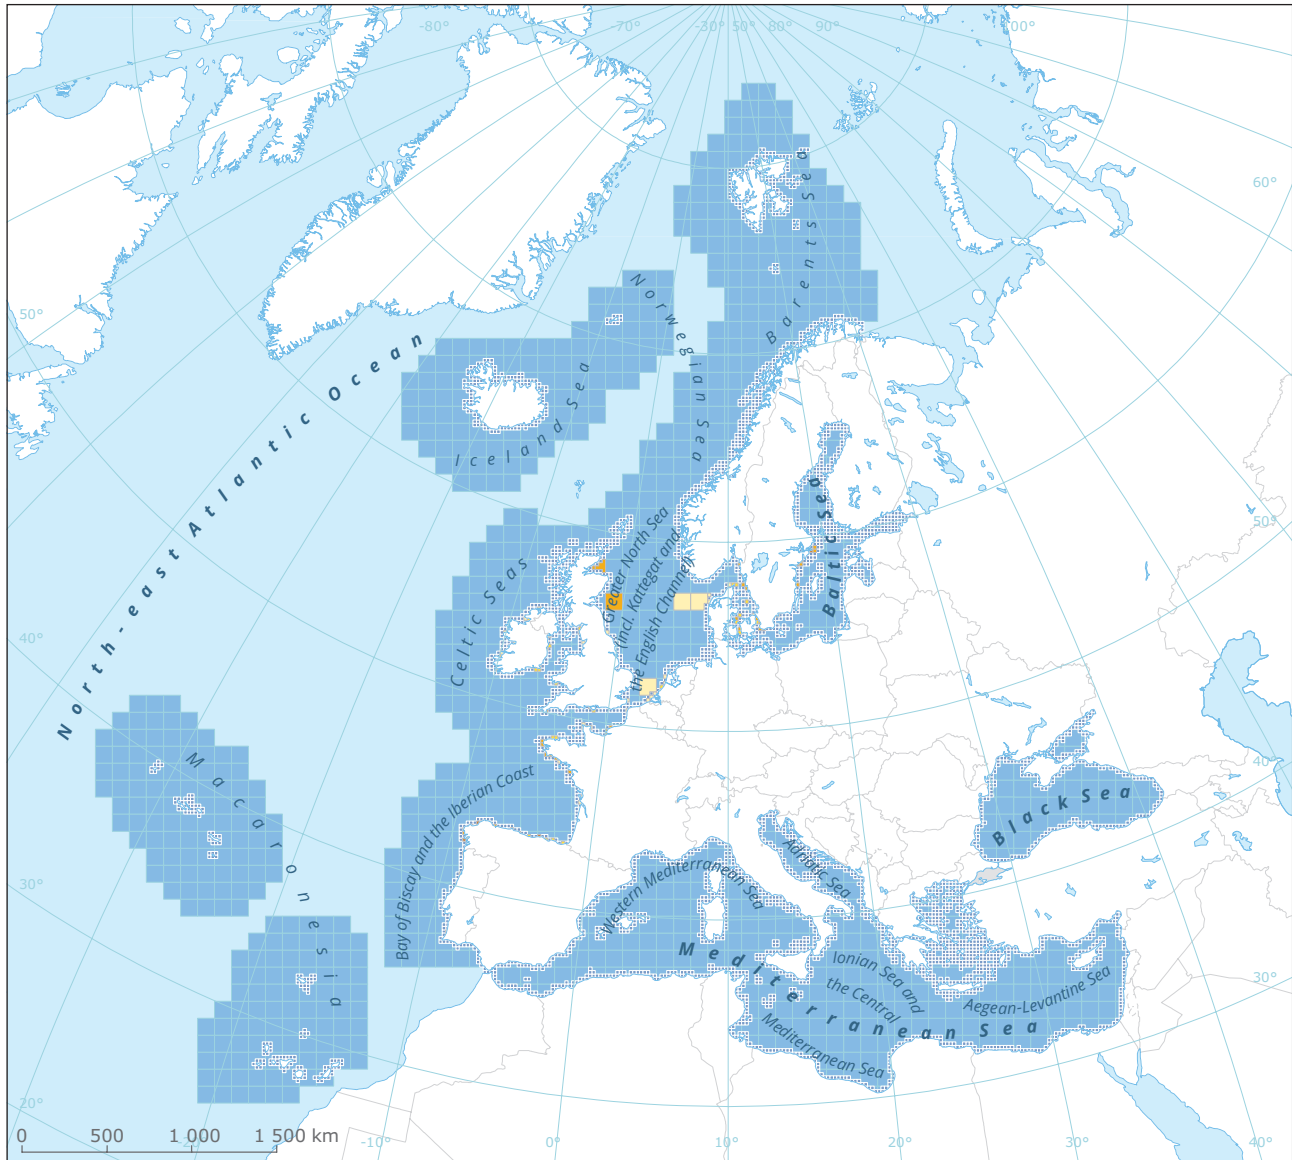 -80°
-70°
-30°
50°
80°
90°
100°
60°
50°
50°
40°
40°
30°
30°
20°
-20°
-10°
0°
10°
20°
30°
40°
North-east Atlantic Ocean
Barents Sea
Norwegian Sea
Iceland Sea
Celtic Seas
Greater North Sea
(incl. Kattegat and
the English Channel)
Baltic Sea
Macaronesia
Bay of Biscay and the Iberian Coast
Black Sea
Adriatic Sea
Western Mediterranean Sea
Mediterranean Sea
Ionian Sea and
the Central
Mediterranean Sea
Aegean-Levantine Sea
0 500 1 000 1 500 km